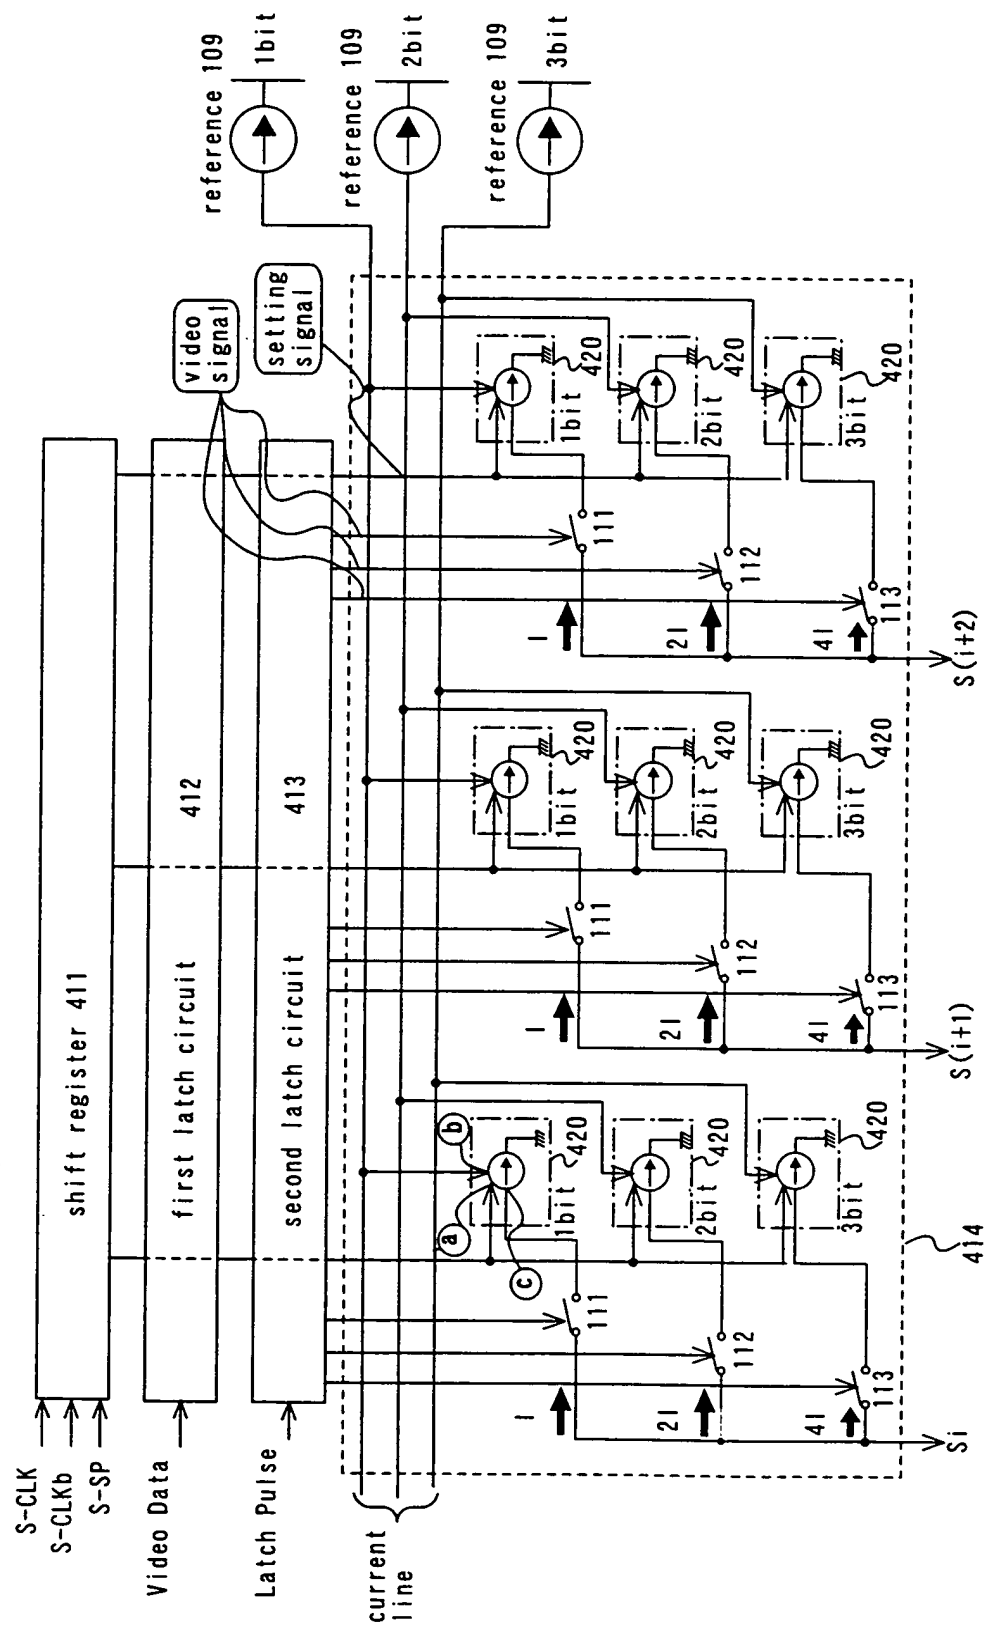 S-CLK
S-CLKb
S-SP
shift register 411
Video Data
first latch circuit
412
Latch Pulse
second latch circuit
413
video
signal
setting
signal
reference 109
1bit
reference 109
2bit
reference 109
3bit
current
line
a
b
c
420
1bit
420
2bit
420
3bit
111
112
113
I
2I
4I
Si
420
1bit
420
2bit
420
3bit
111
112
113
I
2I
4I
S(i+1)
420
1bit
420
2bit
420
3bit
111
112
113
I
2I
4I
S(i+2)
414